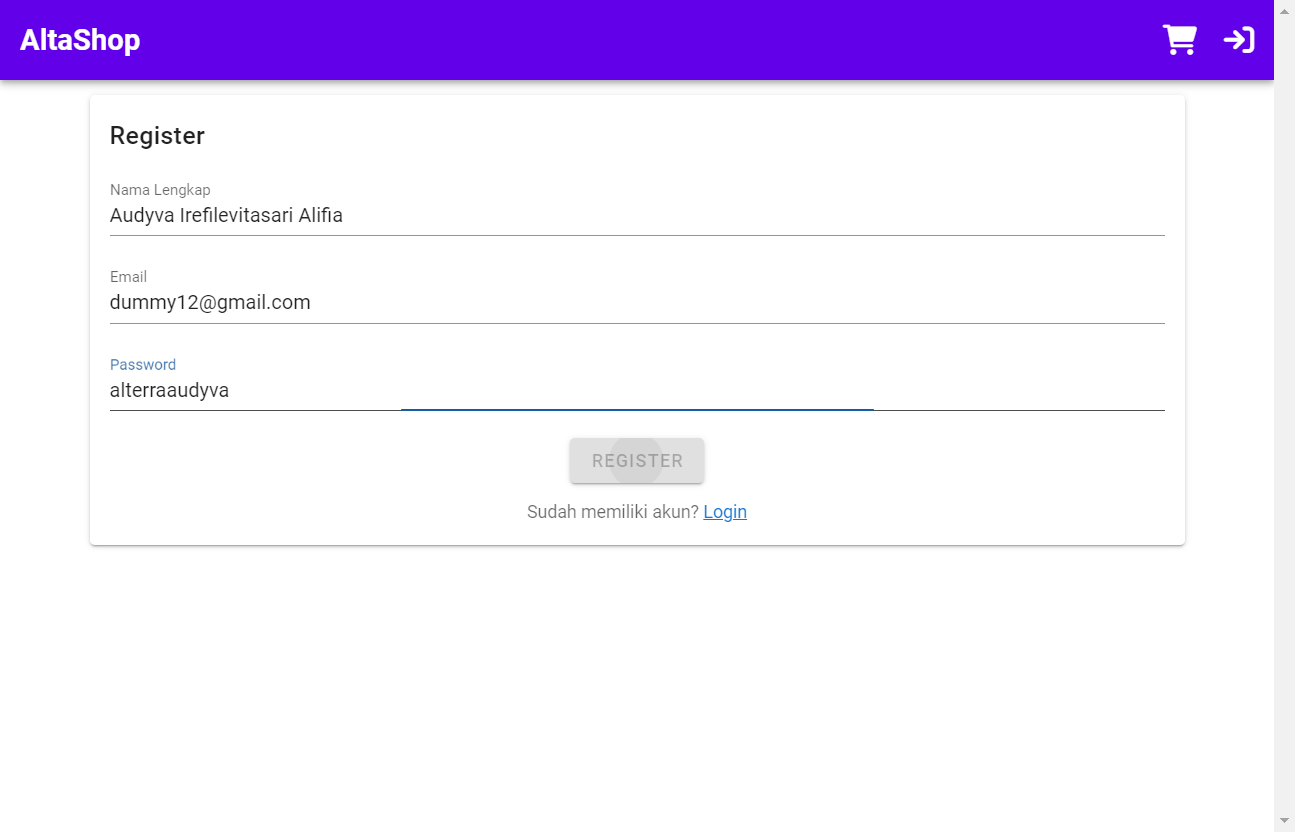 AltaShop
Register
Nama Lengkap
Audyva Irefilevitasari Alifia
Email
dummy12@gmail.com
Password
alterraaudyva
REGISTER
Sudah memiliki akun? Login